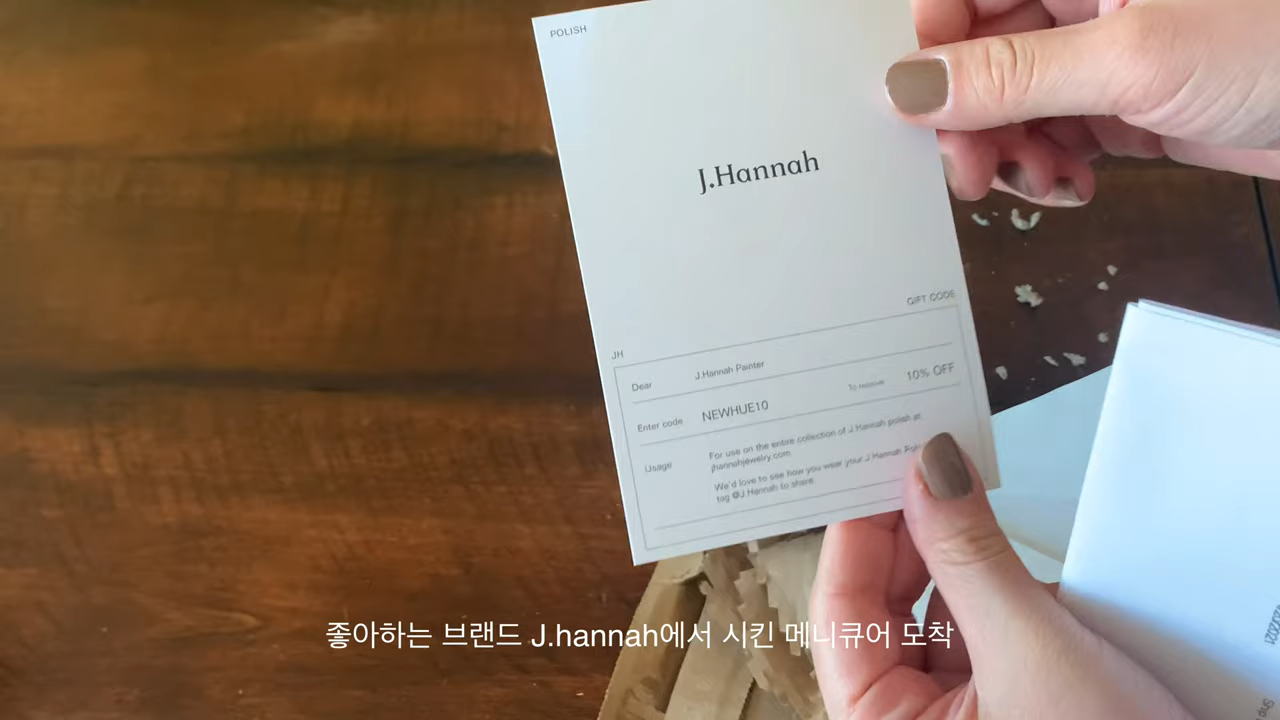 POLISH
J.Hannah
GIFT CODE
JH
Dear J.Hannah Painter
Enter code NEWHUE10 To receive 10% OFF
Usage For use on the entire collection of J.Hannah polish at
jhannahjewelry.com
We'd love to see how you wear your J.Hannah
tag @J.Hannah to share.
좋아하는 브랜드 J.hannah에서 시킨 메니큐어 도착